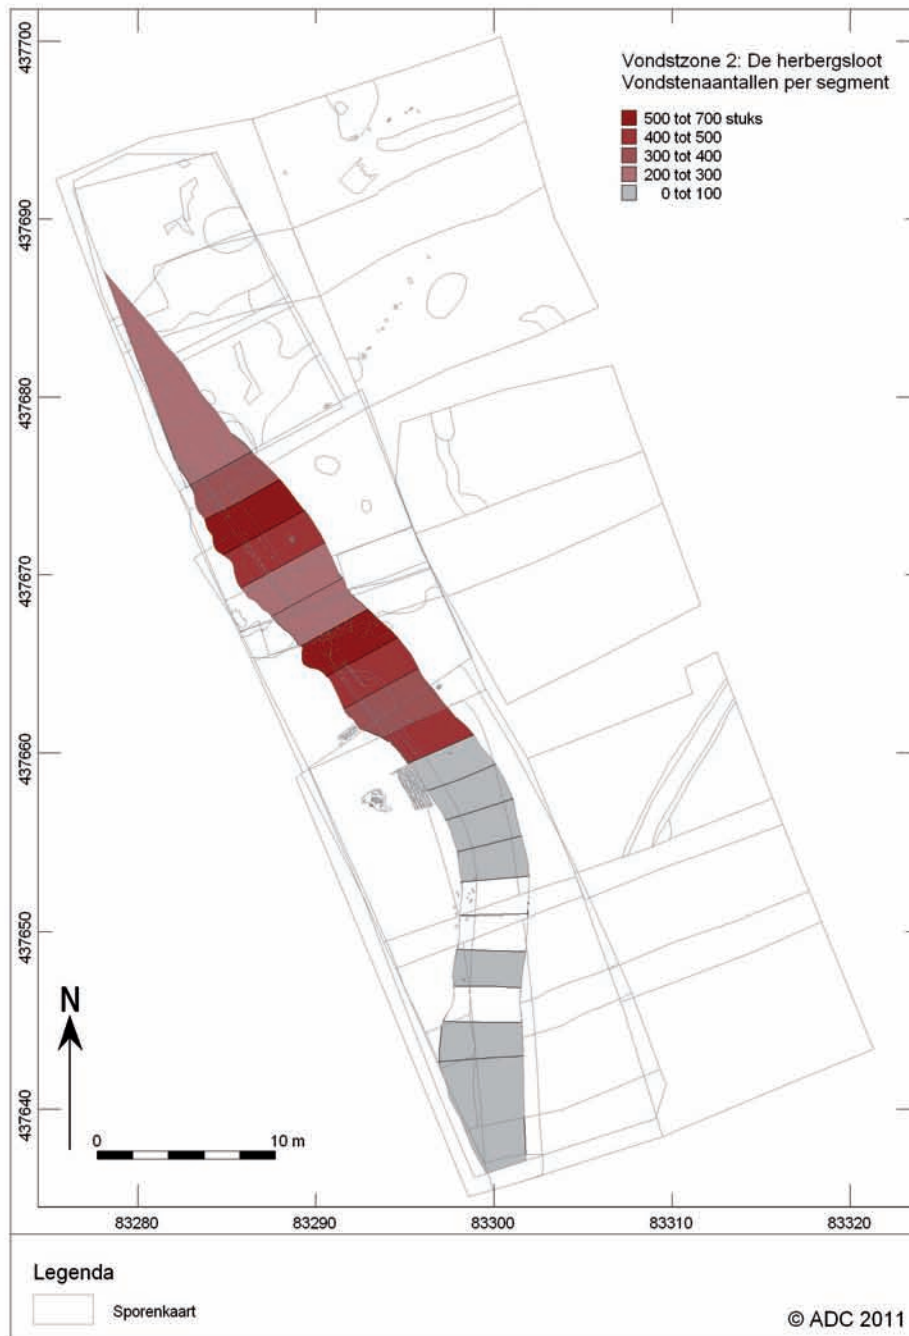 Vondstzone 2: De herbergsloot
Vondstenaantallen per segment
500 tot 700 stuks
400 tot 500
300 tot 400
200 tot 300
0 tot 100
437700
437690
437680
437670
437660
437650
437640
N
0 10 m
83280 83290 83300 83310 83320
Legenda
Sporenkaart
© ADC 2011